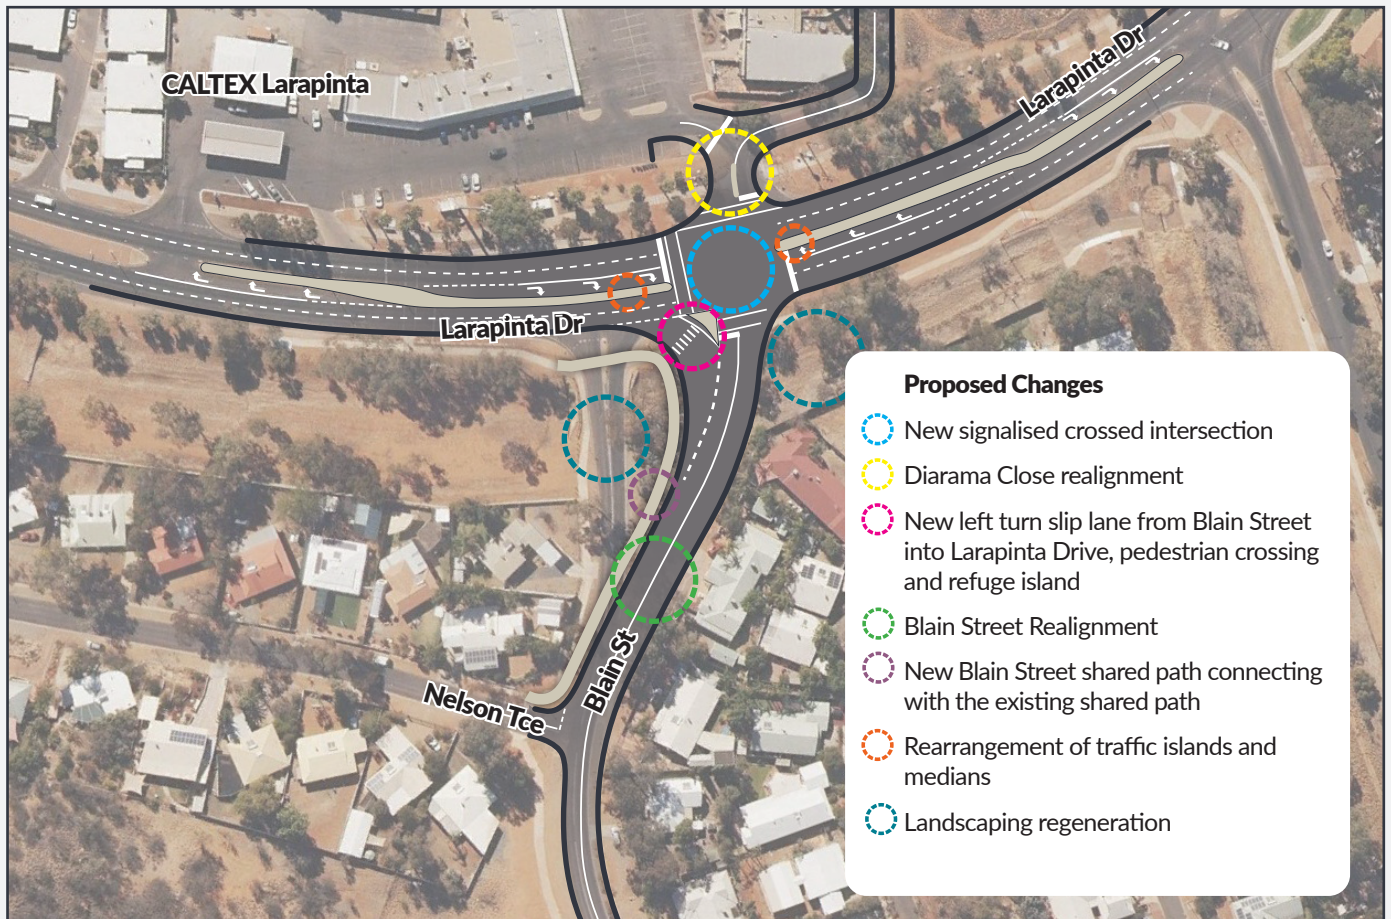 CALTEX Larapinta
Larapinta Dr
Larapinta Dr
Nelson Tce
Blain St
Proposed Changes
New signalised crossed intersection
Diarama Close realignment
New left turn slip lane from Blain Street
into Larapinta Drive, pedestrian crossing
and refuge island
Blain Street Realignment
New Blain Street shared path connecting
with the existing shared path
Rearrangement of traffic islands and
medians
Landscaping regeneration